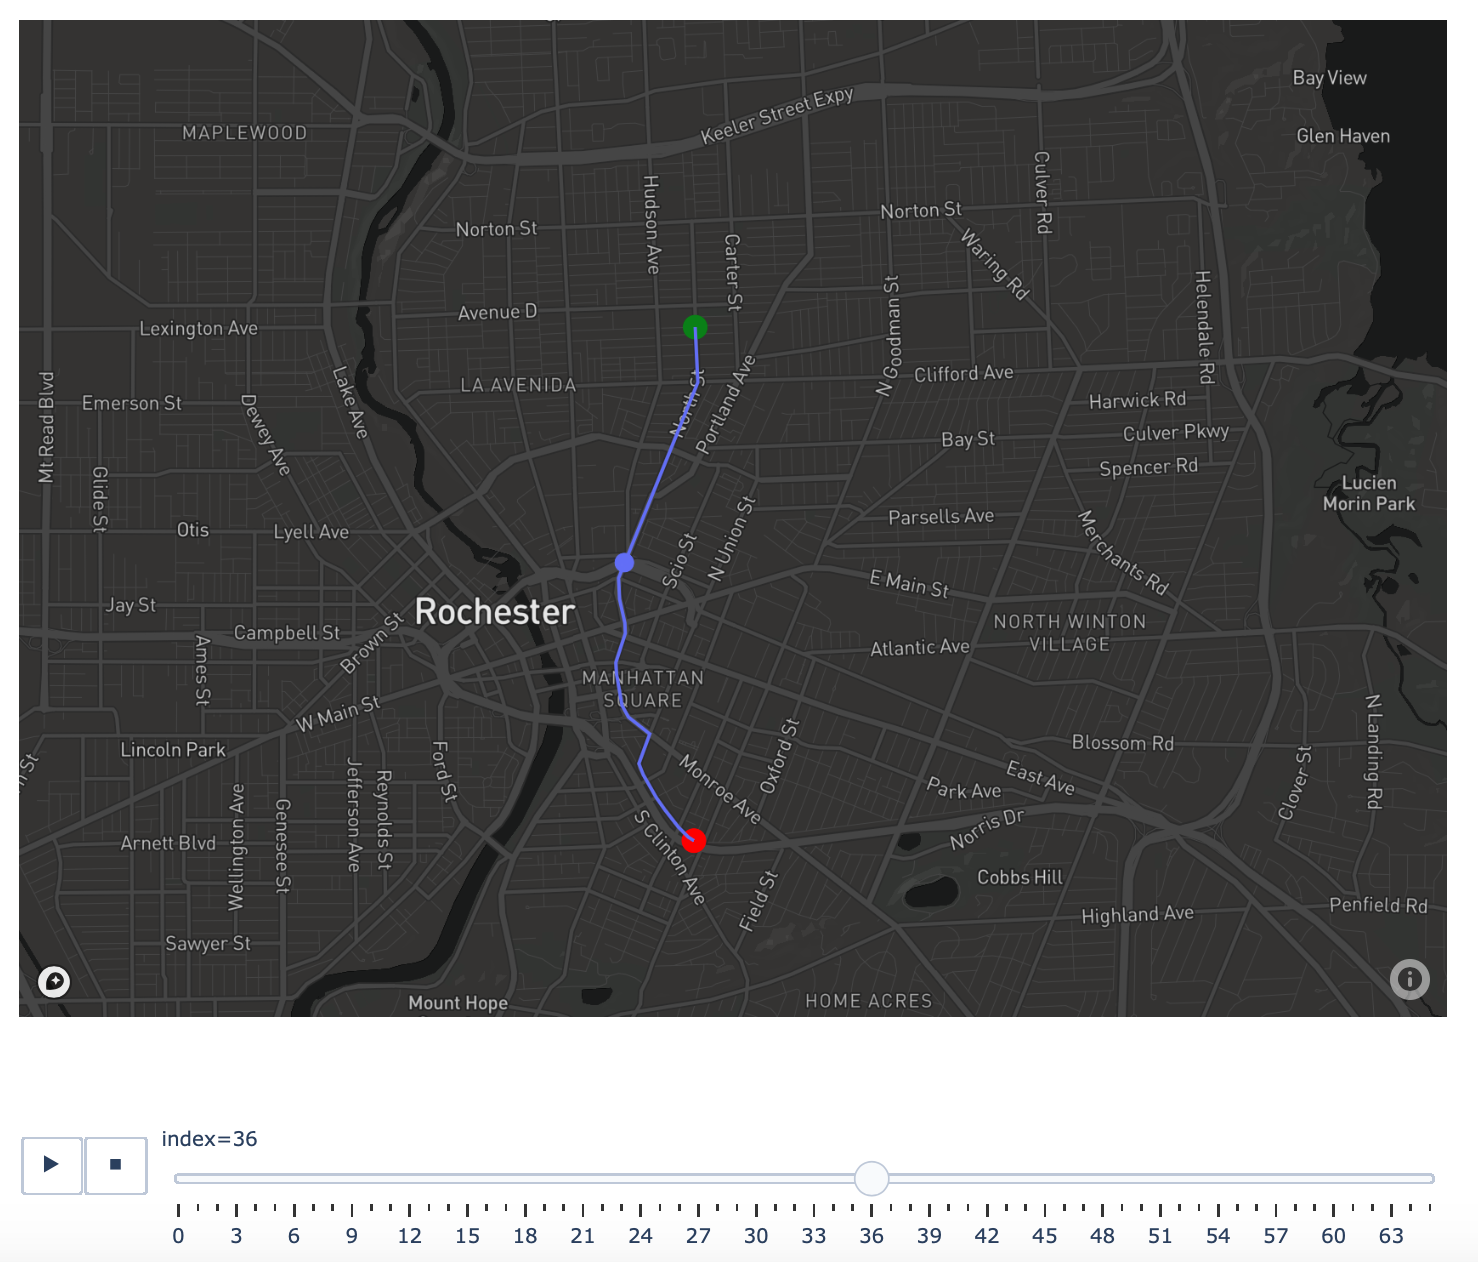 Bay View
MAPLEWOOD
Keeler Street Expy
Glen Haven
Culver Rd
Hudson Ave
Norton St
Norton St
Carter St
Waring Rd
Helendale Rd
N Goodman St
Avenue D
Lexington Ave
Lake Ave
LA AVENIDA
North St
Portland Ave
Clifford Ave
Mt Read Blvd
Emerson St
Dewey Ave
Harwick Rd
Bay St
Culver Pkwy
Spencer Rd
Glide St
Lucien
Morin Park
Otis
Lyell Ave
Scio St
N Union St
Parsells Ave
Merchants Rd
E Main St
Jay St
Rochester
Campbell St
Brown St
Ames St
NORTH WINTON
VILLAGE
Atlantic Ave
MANHATTAN
SQUARE
W Main St
N Landing Rd
Lincoln Park
Ford St
Oxford St
Blossom Rd
Clover St
n St
Jefferson Ave
Reynolds St
Monroe Ave
East Ave
Park Ave
Wellington Ave
Genesee St
Norris Dr
Arnett Blvd
S Clinton Ave
Field St
Cobbs Hill
Highland Ave
Penfield Rd
Sawyer St
Mount Hope
HOME ACRES
index=36
0 3 6 9 12 15 18 21 24 27 30 33 36 39 42 45 48 51 54 57 60 63